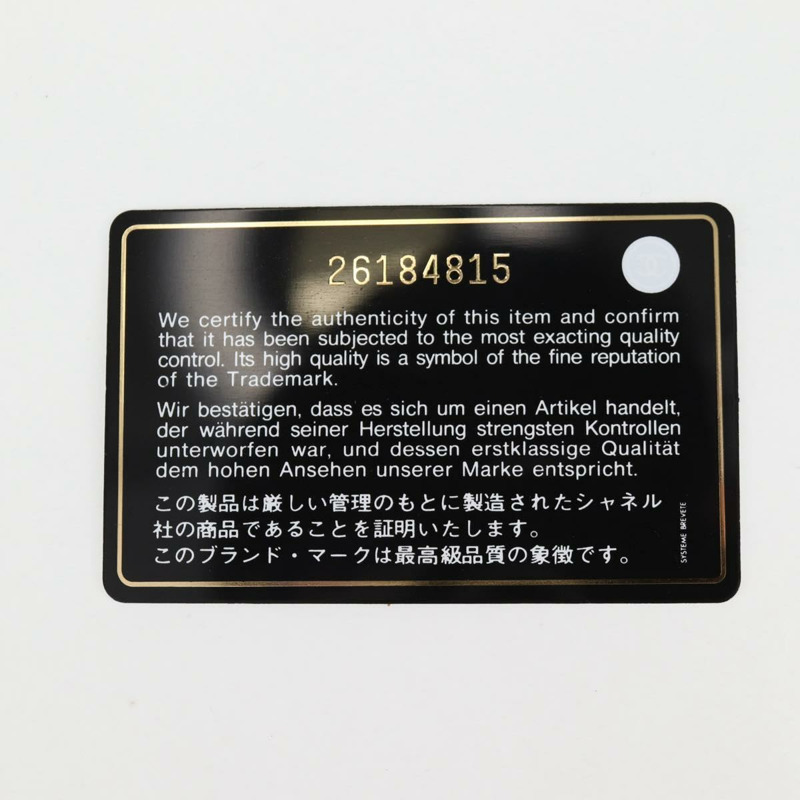 26184815
We certify the authenticity of this item and confirm
that it has been subjected to the most exacting quality
control. Its high quality is a symbol of the fine reputation
of the Trademark.
Wir bestätigen, dass es sich um einen Artikel handelt,
der während seiner Herstellung strengsten Kontrollen
unterworfen war, und dessen erstklassige Qualität
dem hohen Ansehen unserer Marke entspricht.
この製品は厳しい管理のもとに製造されたシャネル
社の商品であることを証明いたします。
このブランド・マークは最高級品質の象徴です。
SYSTEME BREVETE